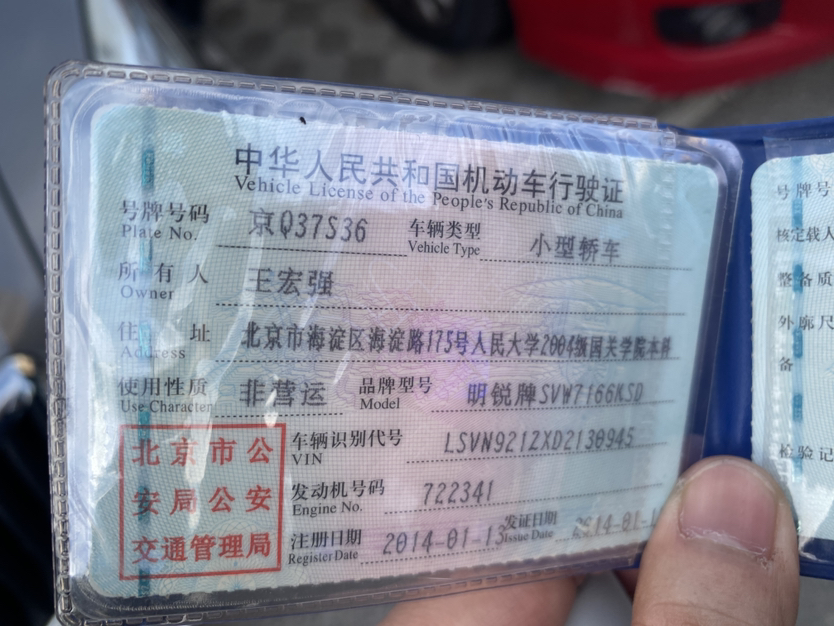 中华人民共和国机动车行驶证
Vehicle License of the People's Republic of China
号牌号码 京Q37S36 车辆类型 小型轿车
Plate No. Vehicle Type
所有人 王宏强
Owner
住址 北京市海淀区海淀路175号人民大学2004级国关学院本科
Address
使用性质 非营运 品牌型号 明锐牌SVW7166KSD
Use Character Model
北京市公
安局公安
交通管理局
车辆识别代号 LSVN921ZXD2130945
VIN
发动机号码 722341
Engine No.
注册日期 2014-01-13 发证日期 2014-01-1
Register Date Issue Date
号牌号
核定载人
整备质
外廓尺
备
检验记